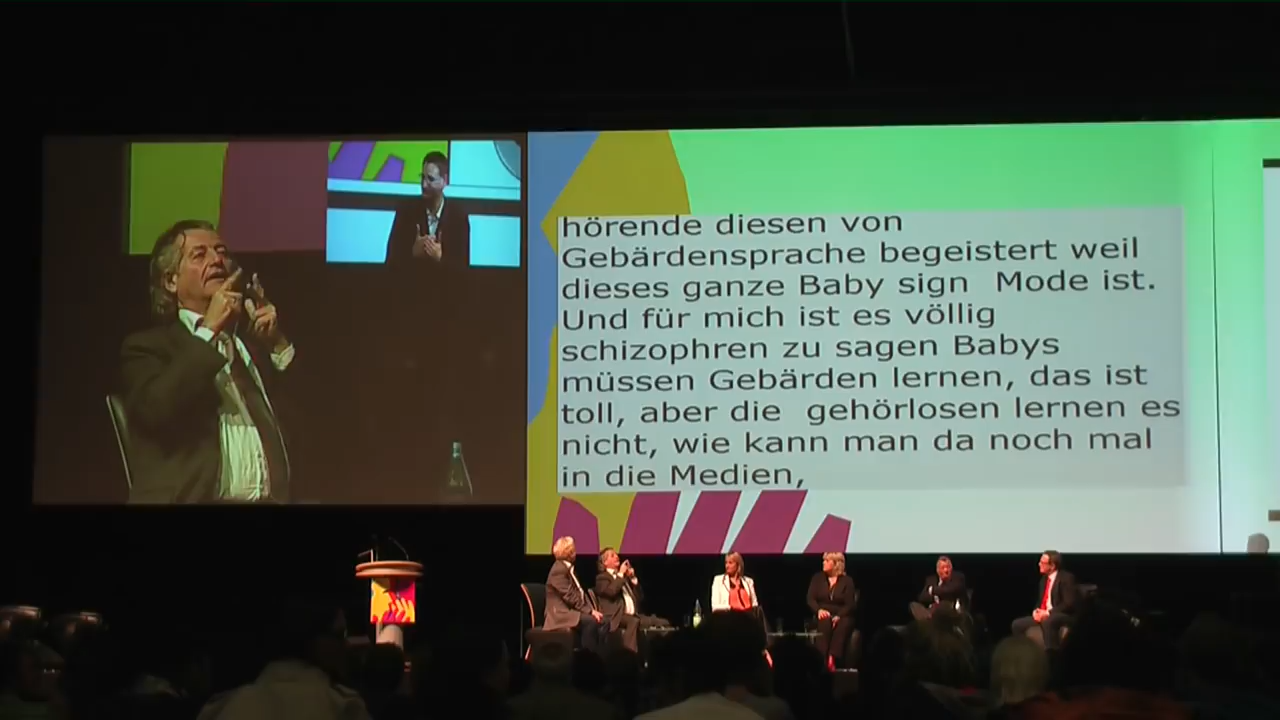 hörende diesen von
Gebärdensprache begeistert weil
dieses ganze Baby sign Mode ist.
Und für mich ist es völlig
schizophren zu sagen Babys
müssen Gebärden lernen, das ist
toll, aber die gehörlosen lernen es
nicht, wie kann man da noch mal
in die Medien,